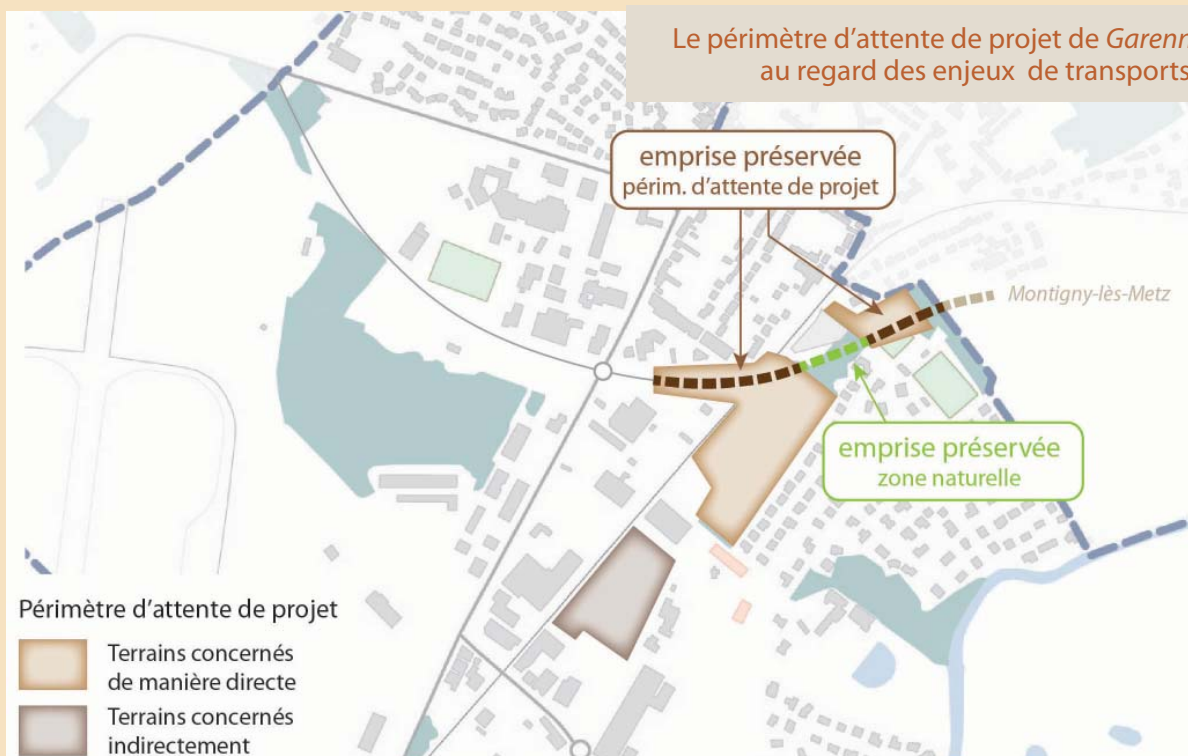 Le périmètre d'attente de projet de
au regard des enjeux de transports
emprise préservée
périm. d'attente de projet
Montigny-lès-Metz
emprise préservée
zone naturelle
Périmètre d'attente de projet
Terrains concernés
de manière directe
Terrains concernés
indirectement